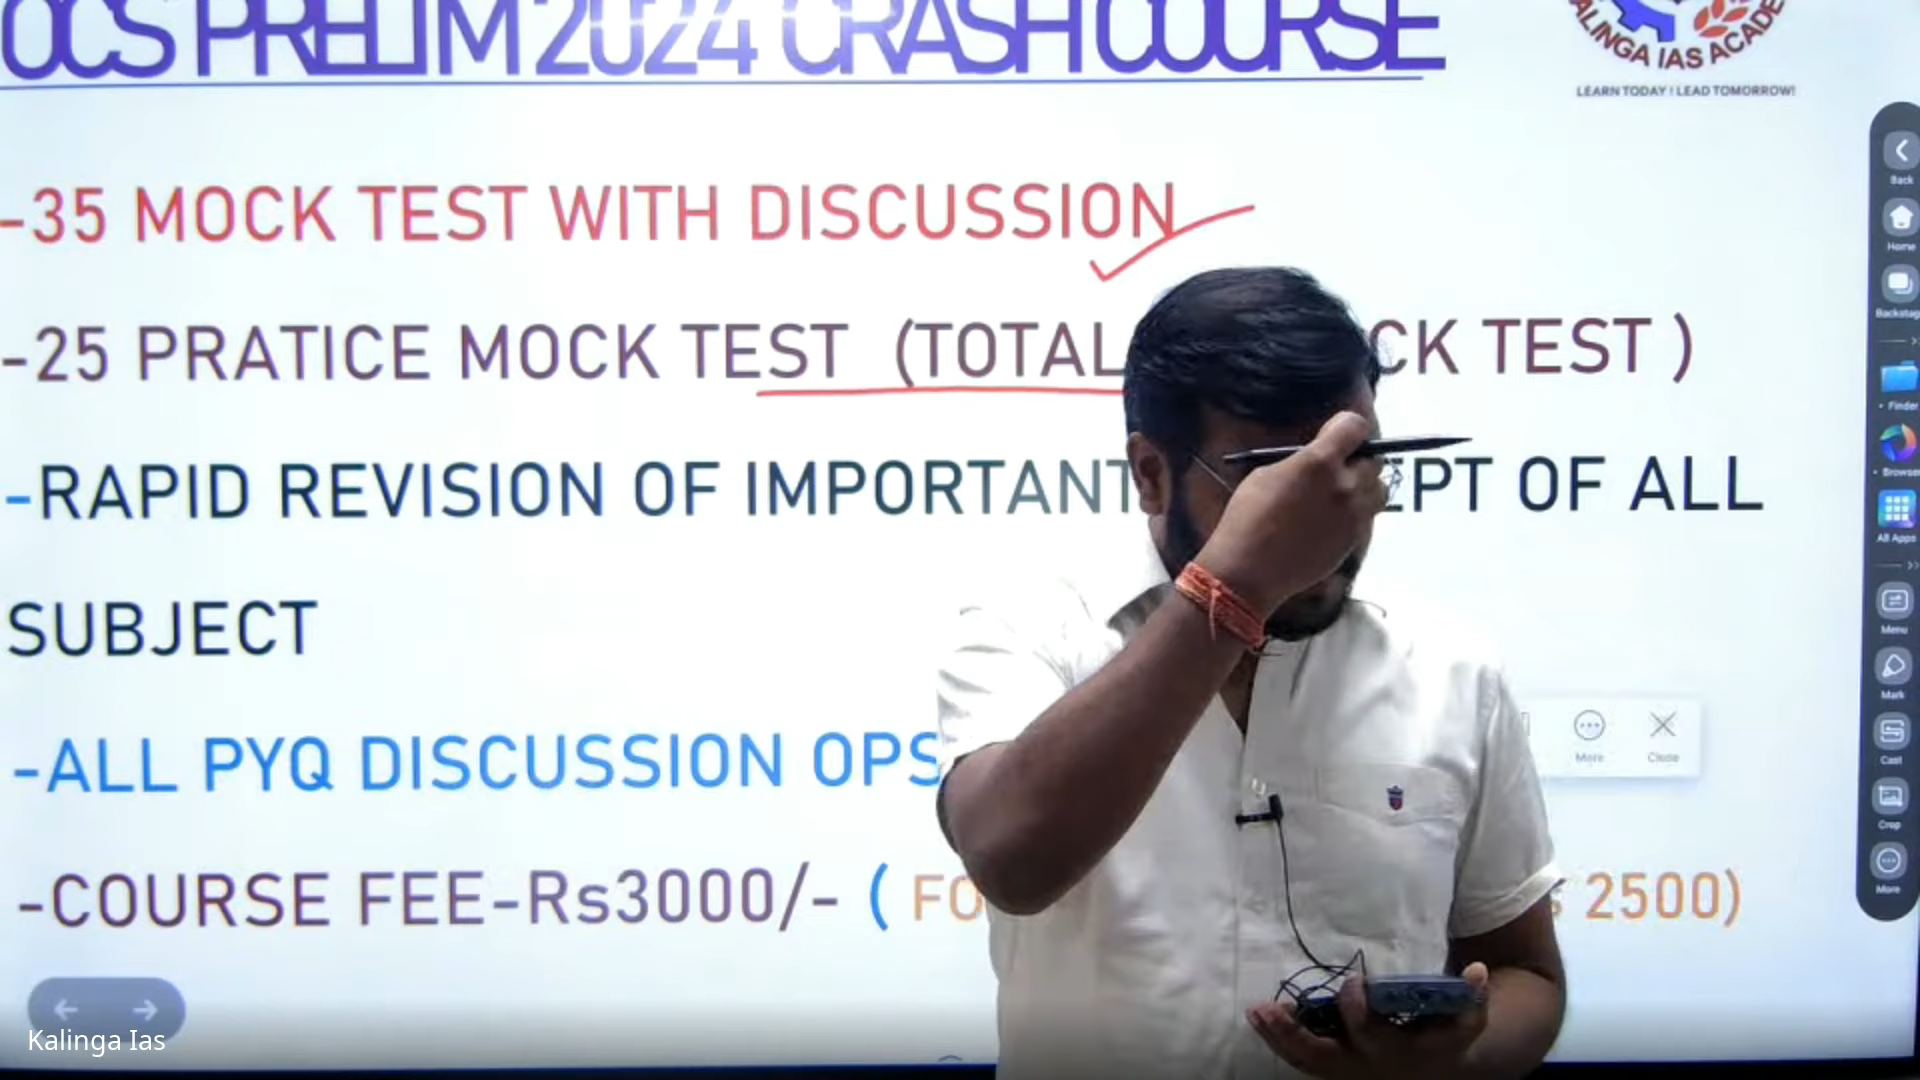 OCS PRELIM 2024 CRASH COURSE
KALINGA IAS ACADE
LEARN TODAY ! LEAD TOMORROW!
-35 MOCK TEST WITH DISCUSSION
-25 PRATICE MOCK TEST (TOTAL CK TEST )
-RAPID REVISION OF IMPORTANT EPT OF ALL
SUBJECT
-ALL PYQ DISCUSSION OPS
-COURSE FEE-Rs3000/- ( FO 2500)
Back
Home
Backstag
Finder
Browser
All Apps
Menu
Mark
Cast
Crop
More
More
Close
Kalinga Ias